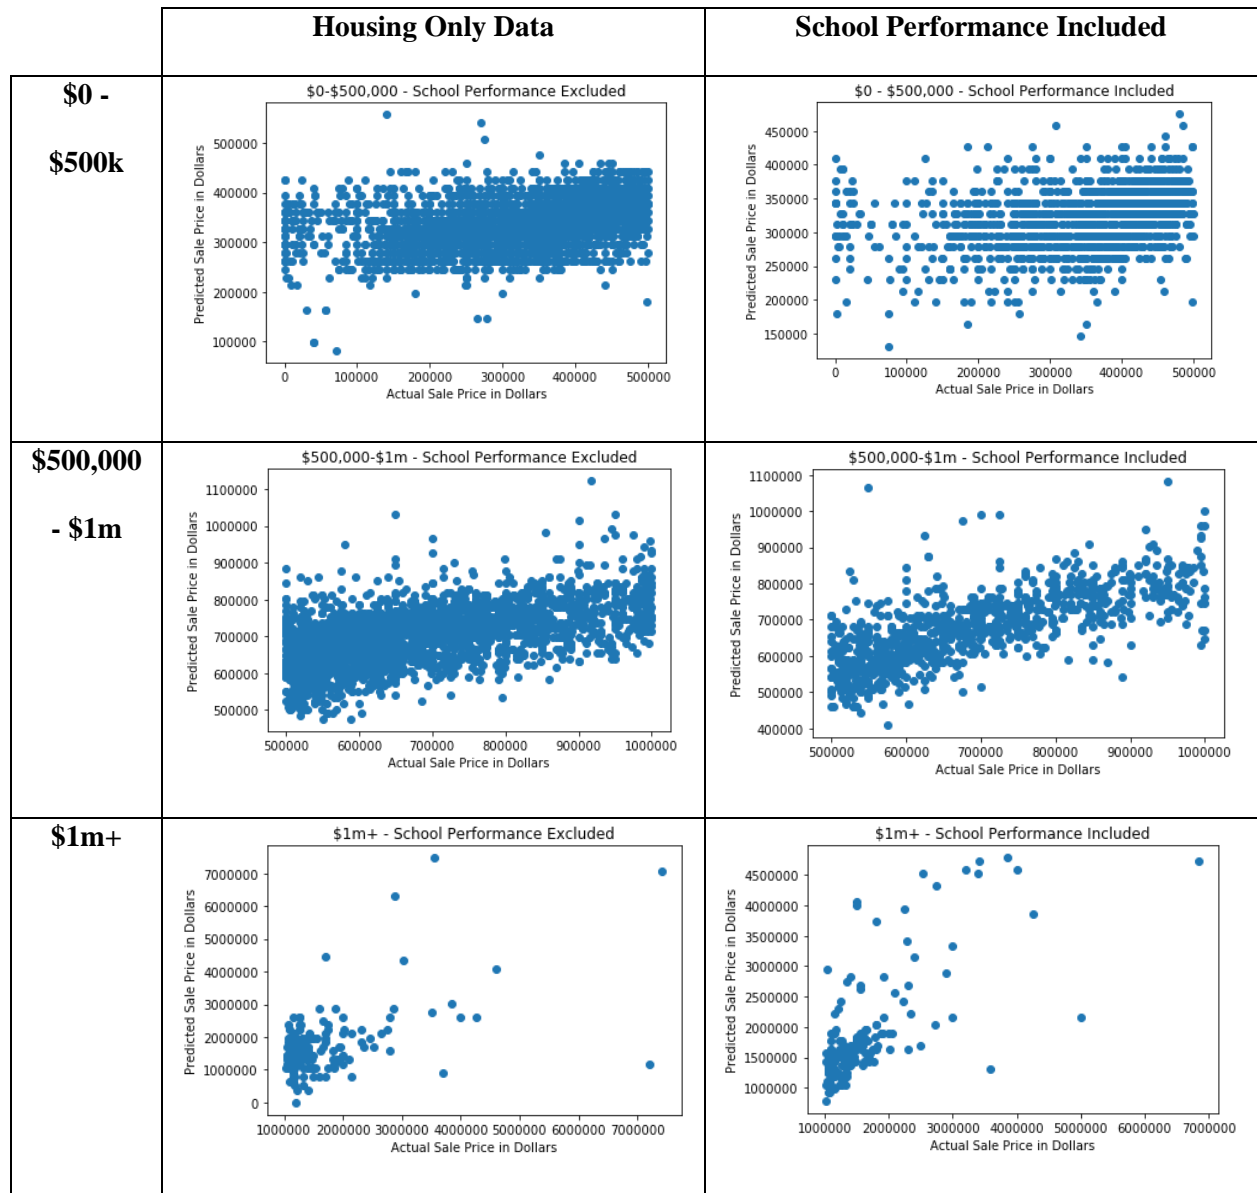 Housing Only Data
School Performance Included
$0 -
$500k
$0-$500,000 - School Performance Excluded
Predicted Sale Price in Dollars
500000
400000
300000
200000
100000
0 100000 200000 300000 400000 500000
Actual Sale Price in Dollars
$0 - $500,000 - School Performance Included
Predicted Sale Price in Dollars
450000
400000
350000
300000
250000
200000
150000
0 100000 200000 300000 400000 500000
Actual Sale Price in Dollars
$500,000
- $1m
$500,000-$1m - School Performance Excluded
Predicted Sale Price in Dollars
1100000
1000000
900000
800000
700000
600000
500000
500000 600000 700000 800000 900000 1000000
Actual Sale Price in Dollars
$500,000-$1m - School Performance Included
Predicted Sale Price in Dollars
1100000
1000000
900000
800000
700000
600000
500000
400000
500000 600000 700000 800000 900000 1000000
Actual Sale Price in Dollars
$1m+
$1m+ - School Performance Excluded
Predicted Sale Price in Dollars
7000000
6000000
5000000
4000000
3000000
2000000
1000000
0
1000000 2000000 3000000 4000000 5000000 6000000 7000000
Actual Sale Price in Dollars
$1m+ - School Performance Included
Predicted Sale Price in Dollars
4500000
4000000
3500000
3000000
2500000
2000000
1500000
1000000
1000000 2000000 3000000 4000000 5000000 6000000 7000000
Actual Sale Price in Dollars